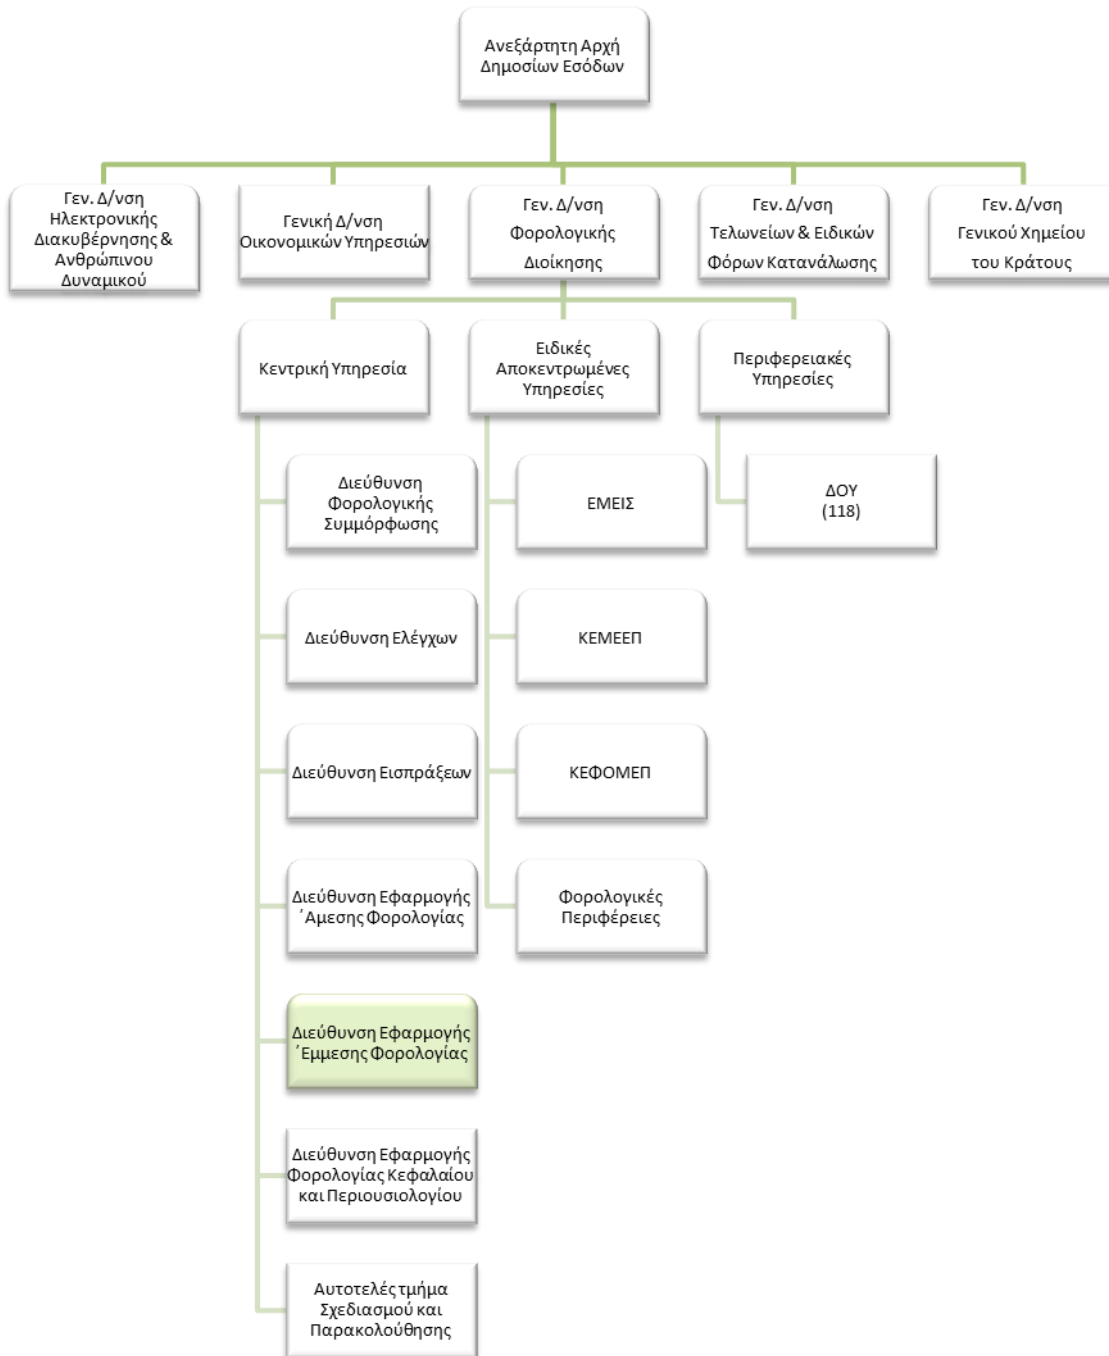 Ανεξάρτητη Αρχή
Δημοσίων Εσόδων
Γεν. Δ/νση
Ηλεκτρονικής
Διακυβέρνησης &
Ανθρώπινου
Δυναμικού
Γενική Δ/νση
Οικονομικών Υπηρεσιών
Γεν. Δ/νση
Φορολογικής
Διοίκησης
Γεν. Δ/νση
Τελωνείων & Ειδικών
Φόρων Κατανάλωσης
Γεν. Δ/νση
Γενικού Χημείου
του Κράτους
Κεντρική Υπηρεσία
Ειδικές
Αποκεντρωμένες
Υπηρεσίες
Περιφερειακές
Υπηρεσίες
Διεύθυνση
Φορολογικής
Συμμόρφωσης
ΕΜΕΙΣ
ΔΟΥ
(118)
Διεύθυνση Ελέγχων
ΚΕΜΕΕΠ
Διεύθυνση Εισπράξεων
ΚΕΦΟΜΕΠ
Διεύθυνση Εφαρμογής
΄Αμεσης Φορολογίας
Φορολογικές
Περιφέρειες
Διεύθυνση Εφαρμογής
΄Εμμεσης Φορολογίας
Διεύθυνση Εφαρμογής
Φορολογίας Κεφαλαίου
και Περιουσιολογίου
Αυτοτελές τμήμα
Σχεδιασμού και
Παρακολούθησης